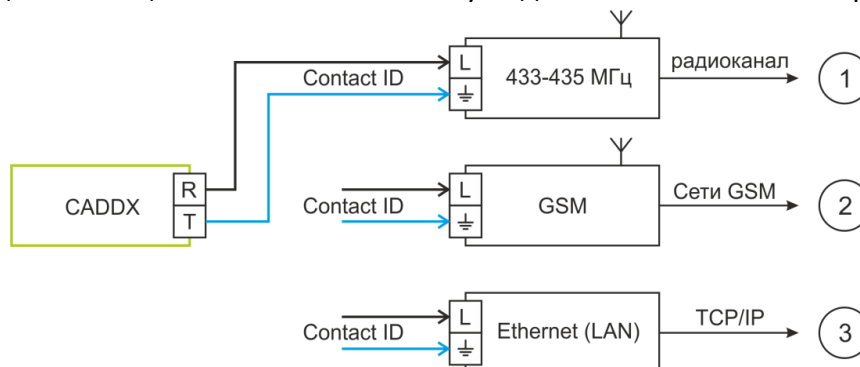 L
433-435 МГц
радиоканал
1
Contact ID
CADDX
R
T
L
GSM
Сети GSM
2
Contact ID
L
Ethernet (LAN)
TCP/IP
3
Contact ID